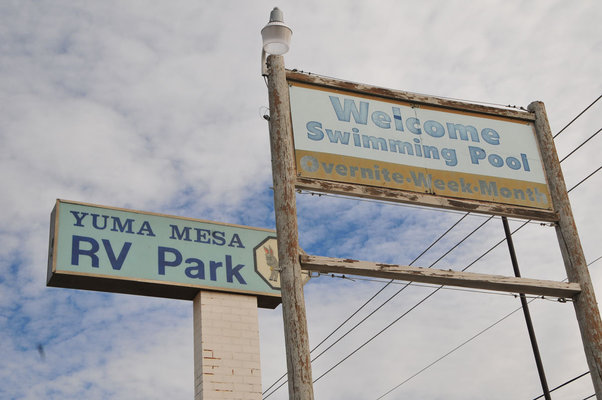 Welcome
Swimming Pool
Overnite-Week-Month
YUMA MESA
RV Park